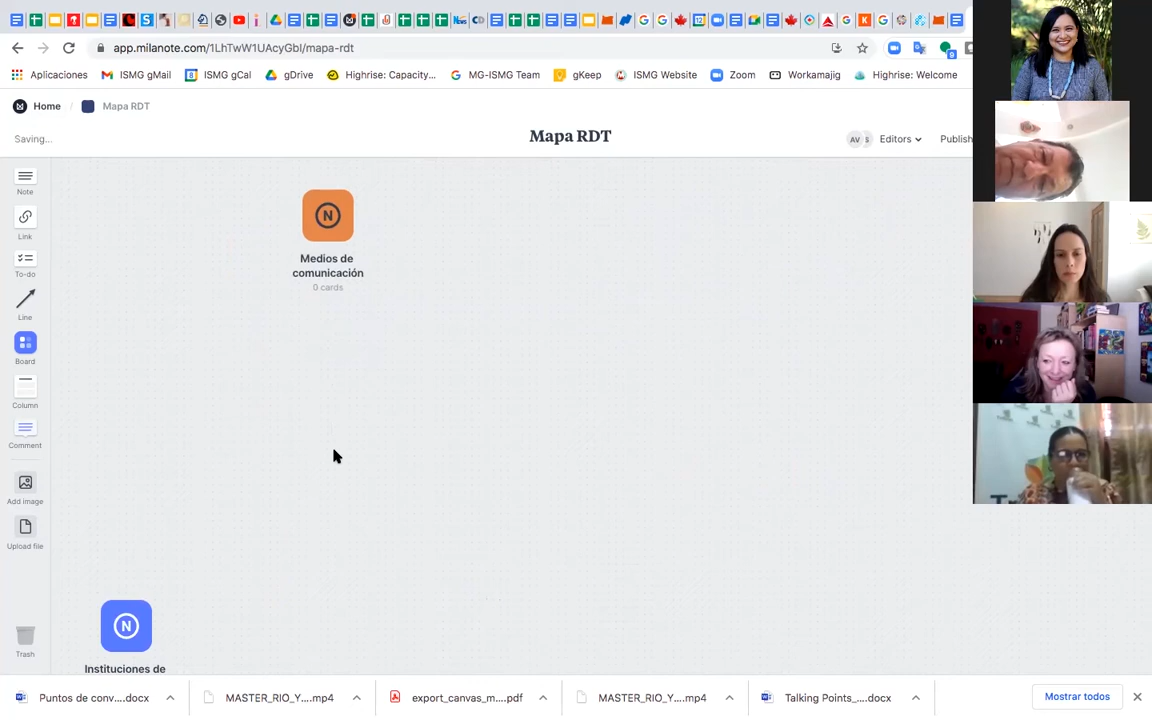 app.milanote.com/1LhTwW1UAcyGbI/mapa-rdt
Aplicaciones
ISMG gMail
ISMG gCal
gDrive
Highrise: Capacity...
MG-ISMG Team
gKeep
ISMG Website
Zoom
Workamajig
Highrise: Welcome
Home / Mapa RDT
Saving...
Mapa RDT
AV S Editors
Publish
Note
Link
To-do
Line
Board
Column
Comment
Add image
Upload file
Trash
N
Medios de
comunicación
0 cards
N
Instituciones de
Puntos de conv....docx
MASTER_RIO_Y....mp4
export_canvas_m....pdf
MASTER_RIO_Y....mp4
Talking Points_....docx
Mostrar todos